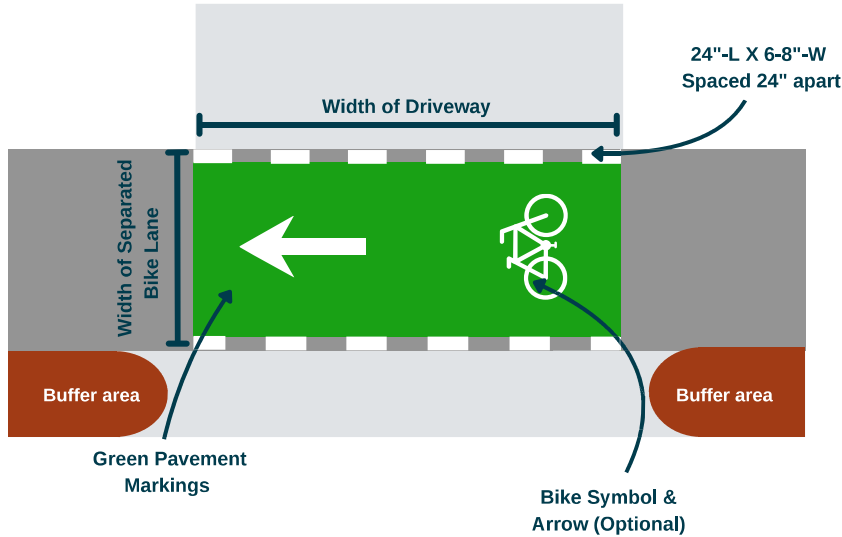 24"-L X 6-8"-W
Spaced 24" apart
Width of Driveway
Width of Separated
Bike Lane
Buffer area
Buffer area
Green Pavement
Markings
Bike Symbol &
Arrow (Optional)